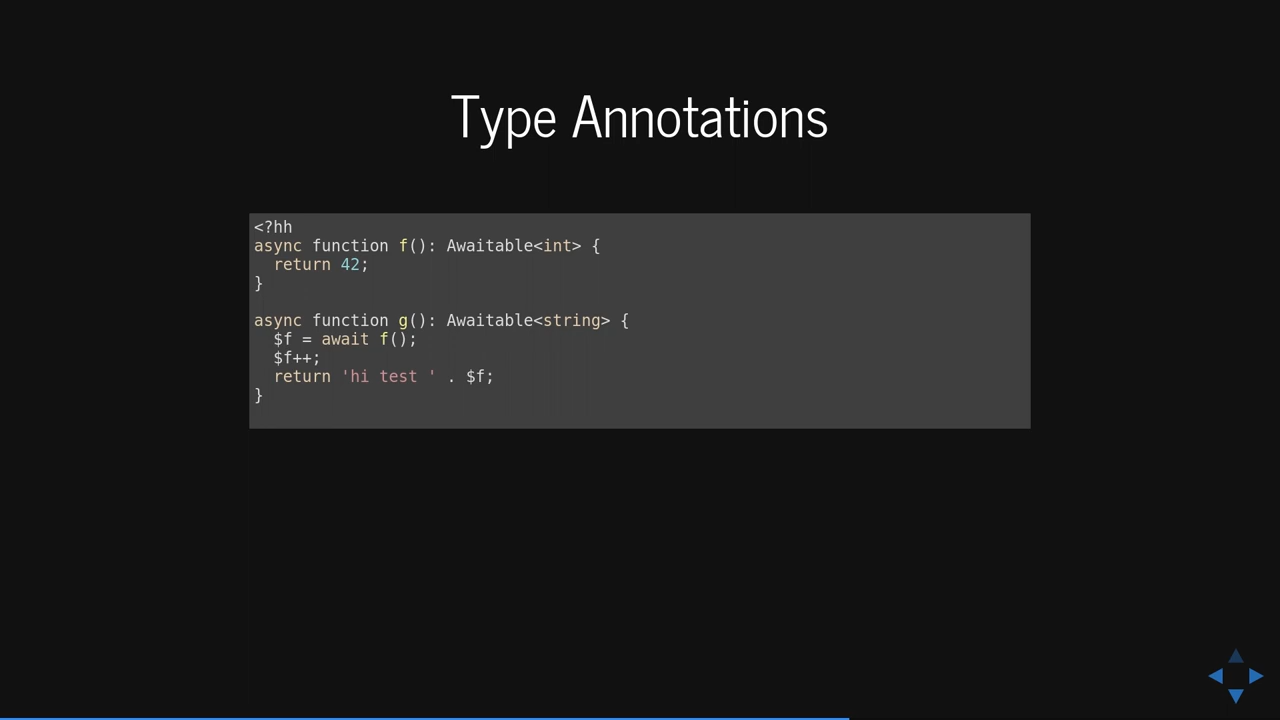 Type Annotations
<?hh
async function f(): Awaitable<int> {
  return 42;
}
async function g(): Awaitable<string> {
  $f = await f();
  $f++;
  return 'hi test ' . $f;
}